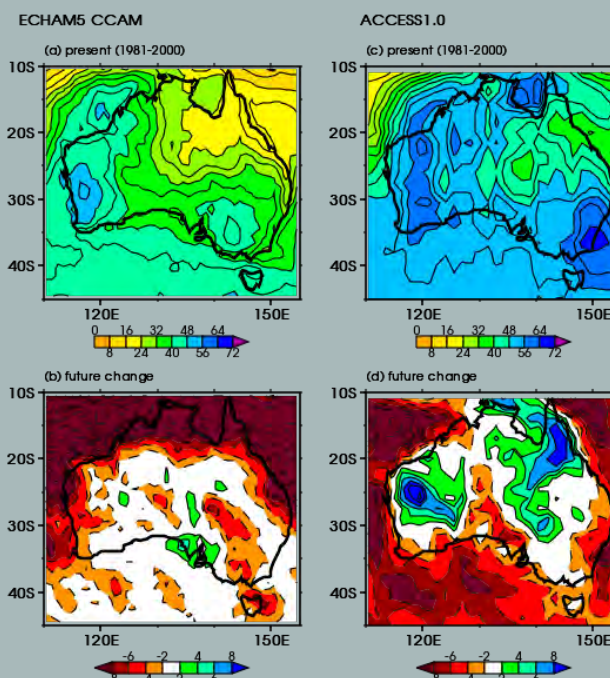 ECHAM5 CCAM
ACCESS1.0
(a) present (1981-2000)
(c) present (1981-2000)
10S
20S
30S
40S
120E
150E
0 16 32 48 64
8 24 40 56 72
10S
20S
30S
40S
120E
150E
0 16 32 48 64
8 24 40 56 72
(b) future change
(d) future change
10S
20S
30S
40S
120E
150E
-6 -2 4 8
10S
20S
30S
40S
120E
150E
-6 -2 4 8